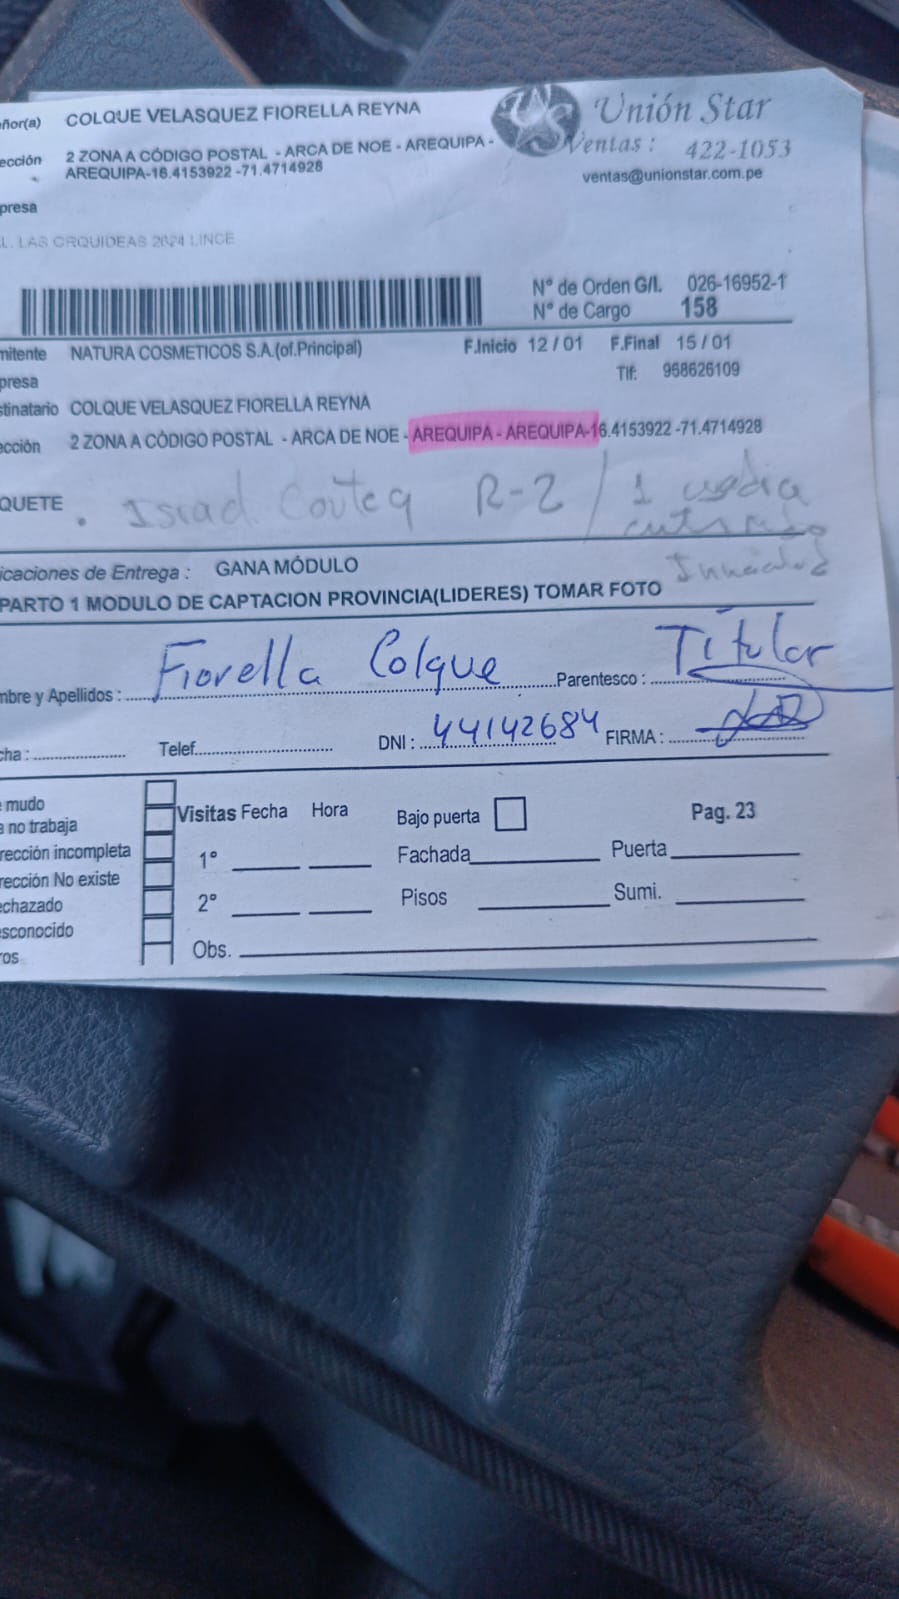 ñor(a) COLQUE VELASQUEZ FIORELLA REYNA
Unión Star
ección 2 ZONA A CÓDIGO POSTAL - ARCA DE NOE - AREQUIPA -
AREQUIPA-16.4153922 -71.4714928
Ventas: 422-1053
ventas@unionstar.com.pe
presa
L. LAS ORQUIDEAS 2624 LINCE
N° de Orden G/I. 026-16952-1
N° de Cargo 158
mitente NATURA COSMETICOS S.A.(of.Principal) F.Inicio 12 / 01 F.Final 15 / 01
presa Tlf: 968626109
stinatario COLQUE VELASQUEZ FIORELLA REYNA
ección 2 ZONA A CÓDIGO POSTAL - ARCA DE NOE - AREQUIPA - AREQUIPA-16.4153922 -71.4714928
QUETE . R-2 / 1
icaciones de Entrega : GANA MÓDULO
PARTO 1 MODULO DE CAPTACION PROVINCIA(LIDERES) TOMAR FOTO
mbre y Apellidos : Fiorella Colque Parentesco : Titular
cha : Telef. DNI : 44142684 FIRMA :
e mudo
a no trabaja
rección incompleta
rección No existe
echazado
esconocido
ros
Visitas Fecha Hora Bajo puerta Pag. 23
1° Fachada Puerta
2° Pisos Sumi.
Obs.